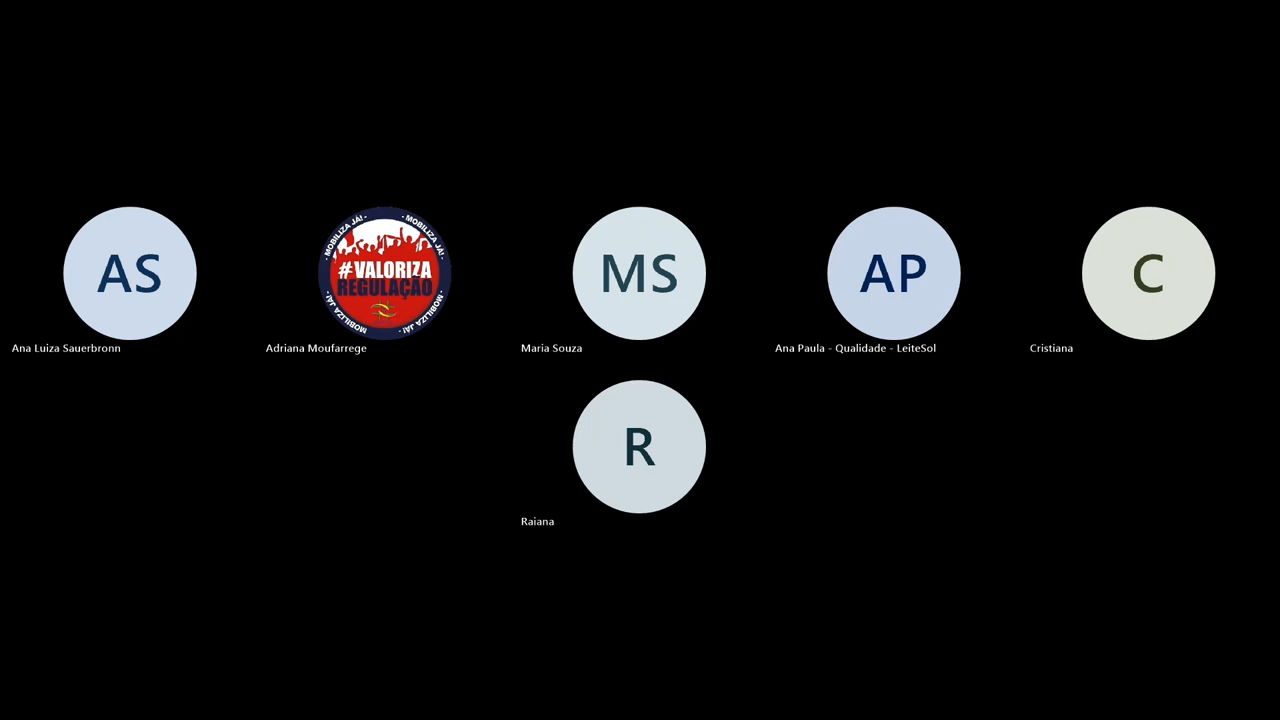 AS
- MOBILIZA JÁ! -
- MOBILIZA JÁ! -
#VALORIZA
REGULAÇÃO
MOBILIZA JÁ! -
- MOBILIZA JÁ!
MS
AP
C
Ana Luiza Sauerbronn
Adriana Moufarrege
Maria Souza
Ana Paula - Qualidade - LeiteSol
Cristiana
R
Raiana